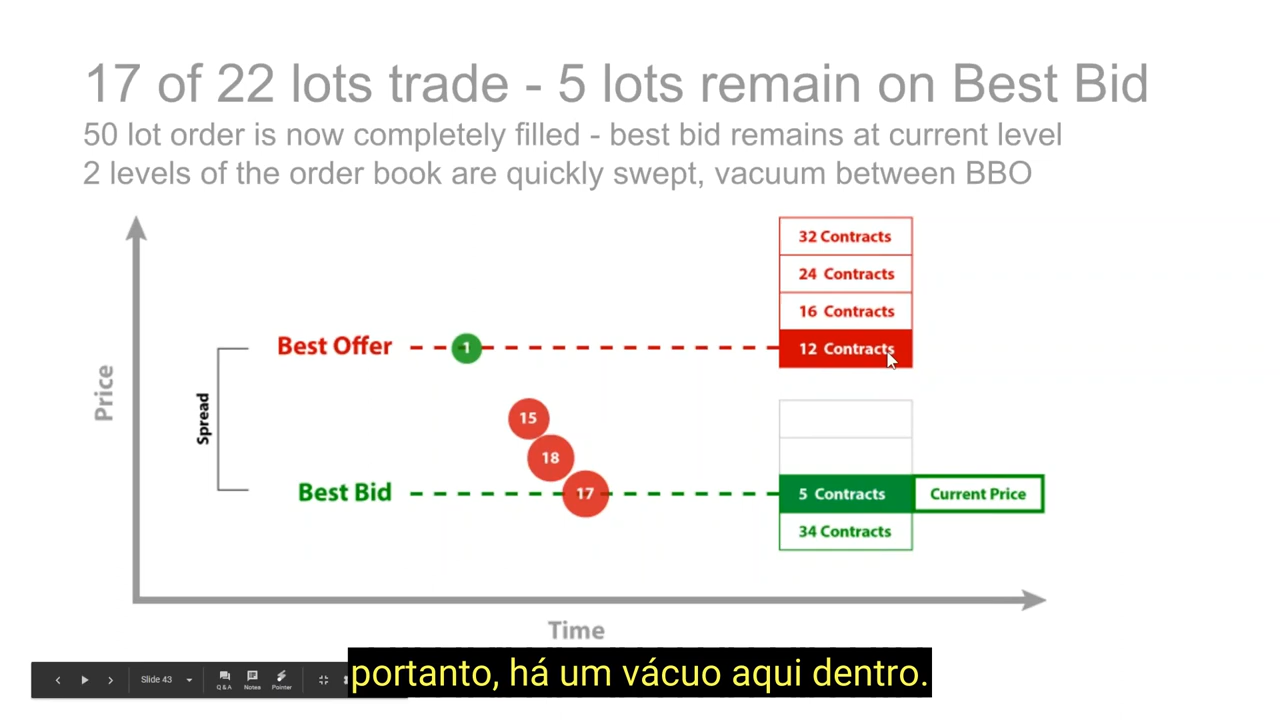 17 of 22 lots trade - 5 lots remain on Best Bid
50 lot order is now completely filled - best bid remains at current level
2 levels of the order book are quickly swept, vacuum between BBO
32 Contracts
24 Contracts
16 Contracts
Best Offer
1
12 Contracts
Price
Spread
15
18
Best Bid
17
5 Contracts
Current Price
34 Contracts
Time
Slide 43
Q & A
Notes
Pointer
portanto, há um vácuo aqui dentro.